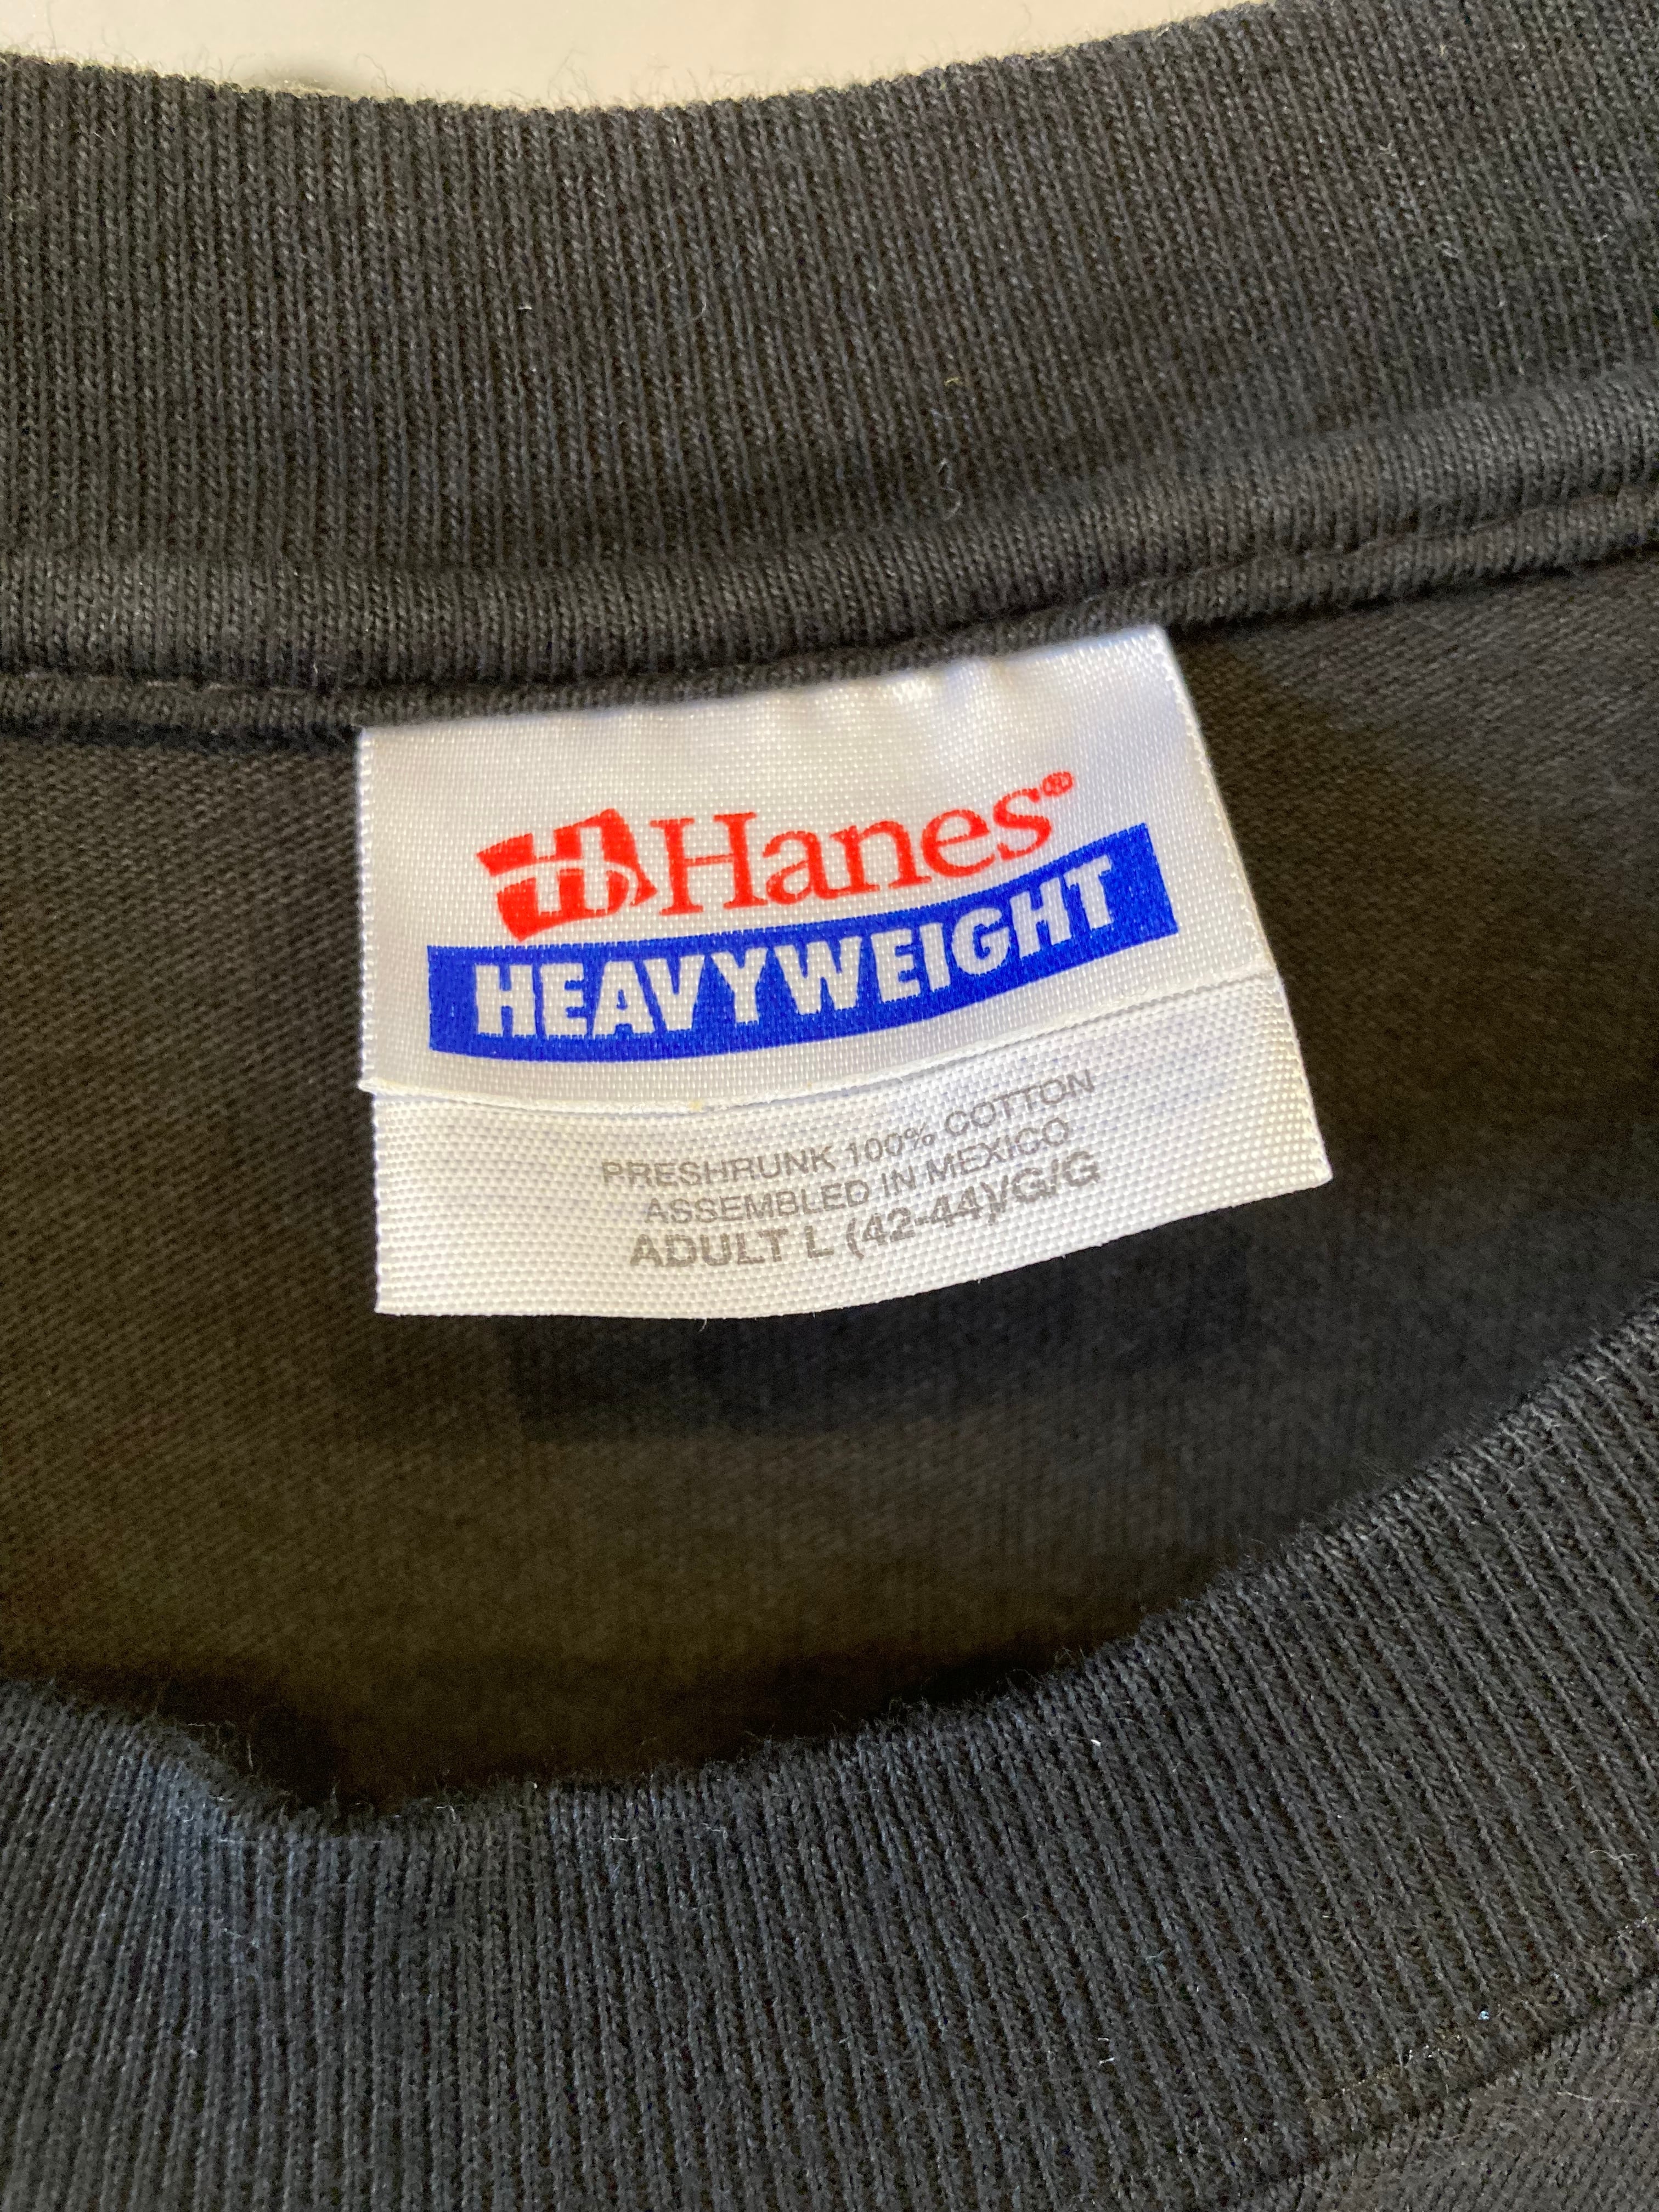 Hanes®
HEAVYWEIGHT
PRESHRUNK 100% COTTON
ASSEMBLED IN MEXICO
ADULT L (42-44)/G/G